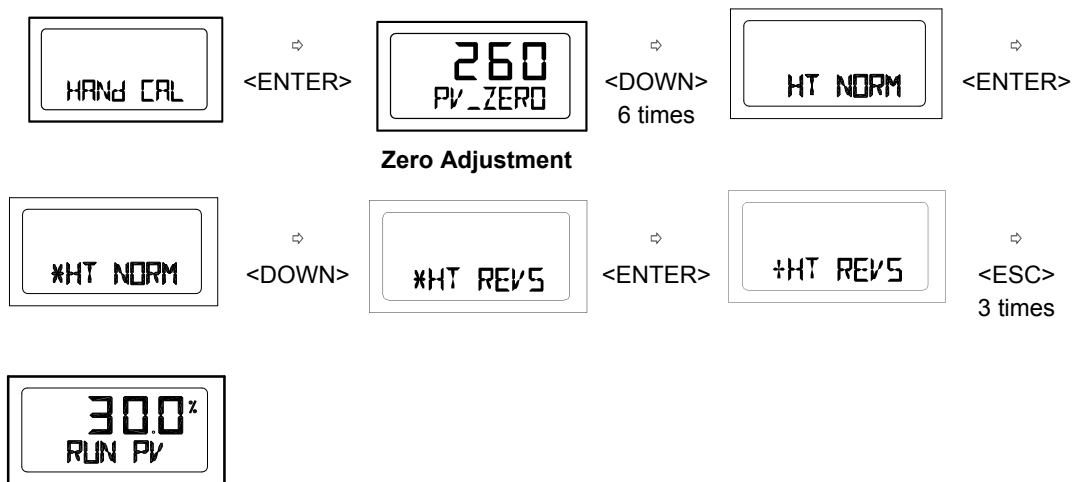 HANd CAL
⇨
<ENTER>
260
PV_ZERO
Zero Adjustment
⇨
<DOWN>
6 times
HT NORM
⇨
<ENTER>
*HT NORM
⇨
<DOWN>
*HT REVS
⇨
<ENTER>
+HT REVS
⇨
<ESC>
3 times
30.0%
RUN PV